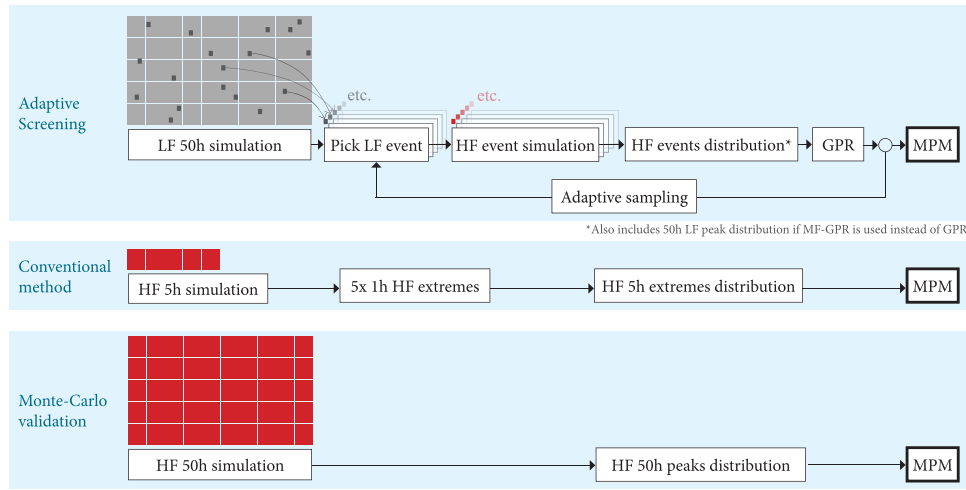 etc.
etc.
Adaptive
Screening
LF 50h simulation
Pick LF event
HF event simulation
HF events distribution*
GPR
MPM
Adaptive sampling
*Also includes 50h LF peak distribution if MF-GPR is used instead of GPR
Conventional
method
HF 5h simulation
5x 1h HF extremes
HF 5h extremes distribution
MPM
Monte-Carlo
validation
HF 50h simulation
HF 50h peaks distribution
MPM